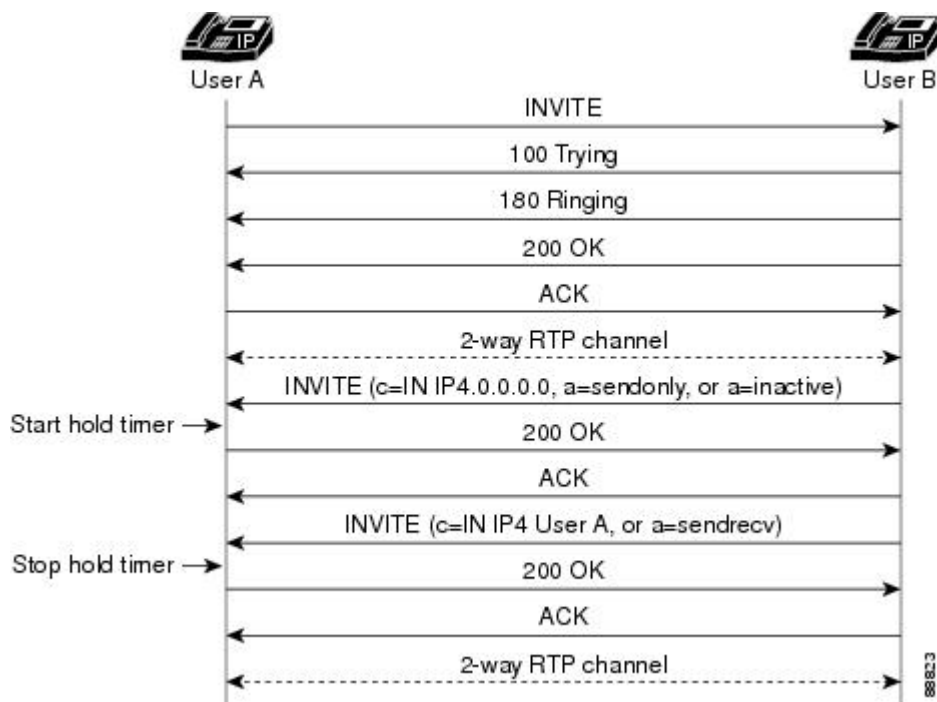 IP IP
User A User B
INVITE
100 Trying
180 Ringing
200 OK
ACK
2-way RTP channel
INVITE (c=IN IP4.0.0.0.0, a=sendonly, or a=inactive)
Start hold timer
200 OK
ACK
INVITE (c=IN IP4 User A, or a=sendrecv)
Stop hold timer
200 OK
ACK
2-way RTP channel
88823